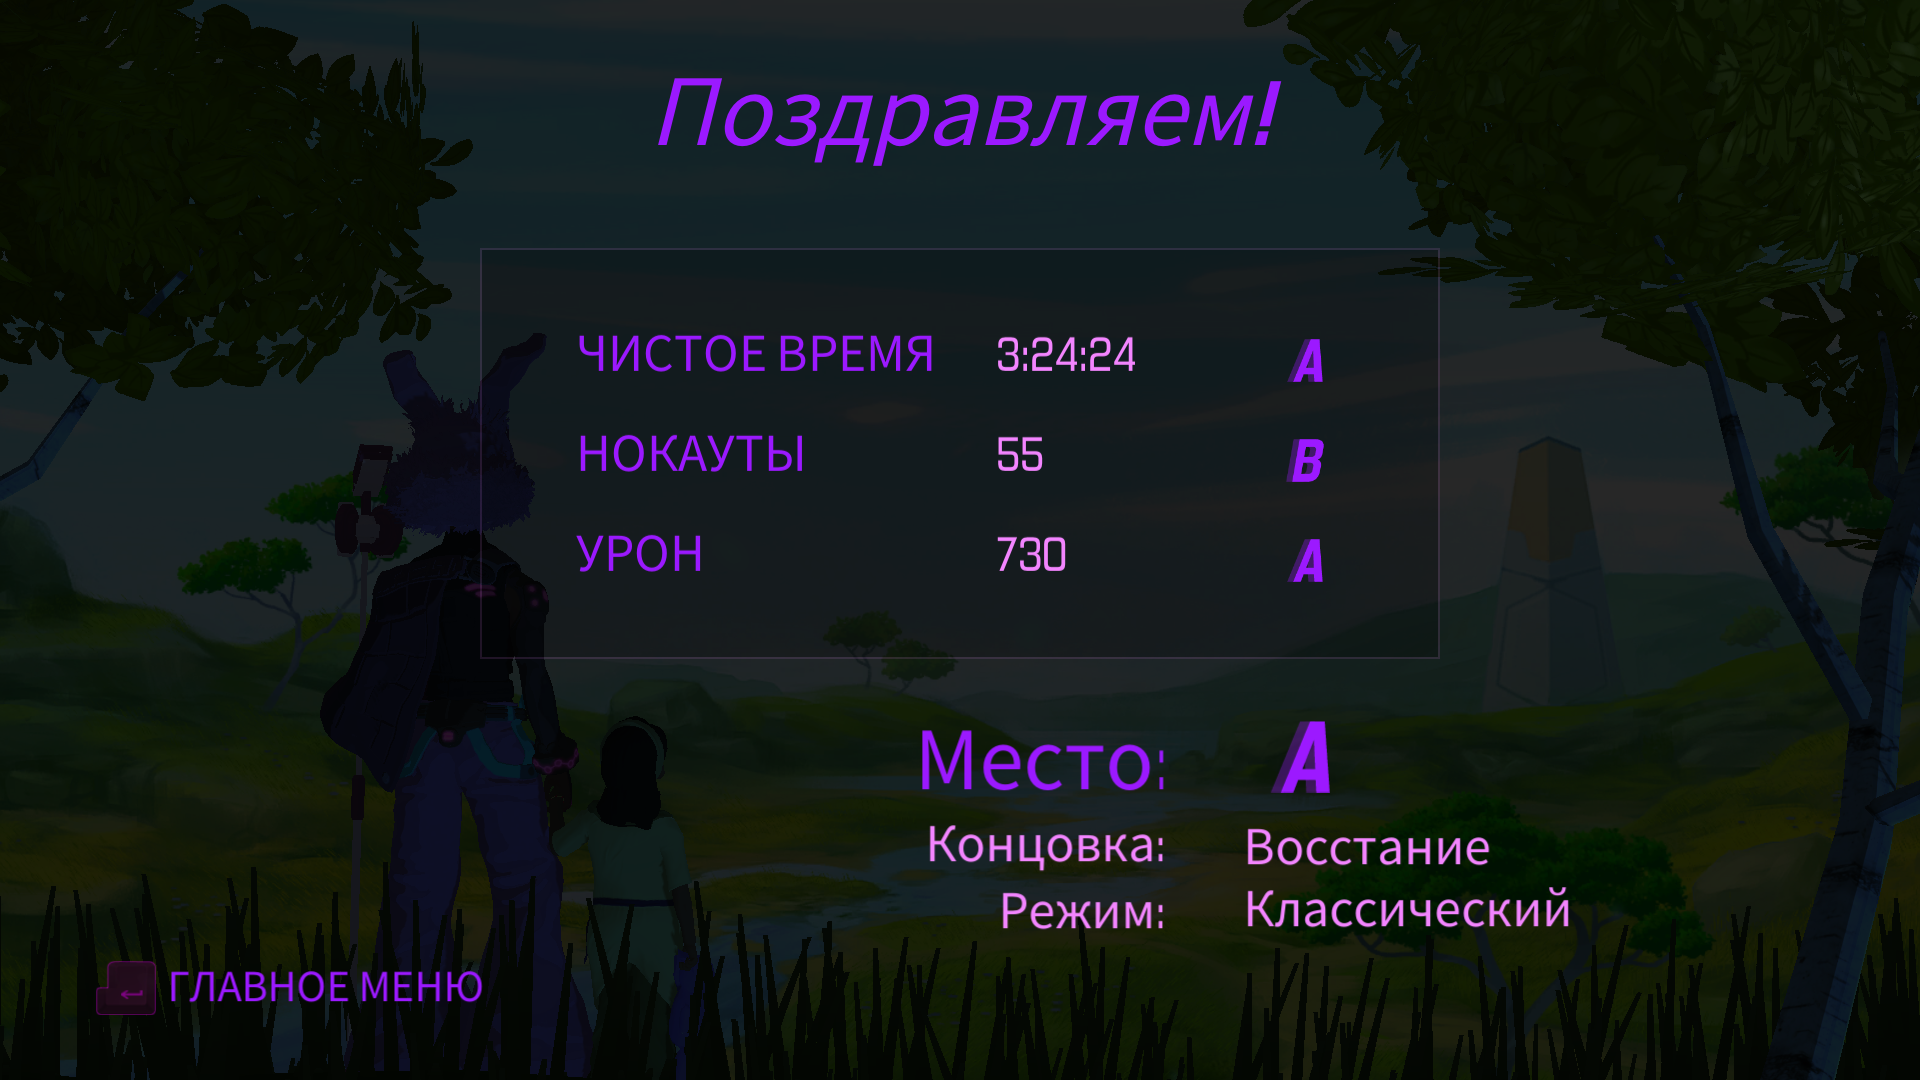 Поздравляем!
ЧИСТОЕ ВРЕМЯ 3:24:24 A
НОКАУТЫ 55 B
УРОН 730 A
Место: A
Концовка: Восстание
Режим: Классический
ГЛАВНОЕ МЕНЮ